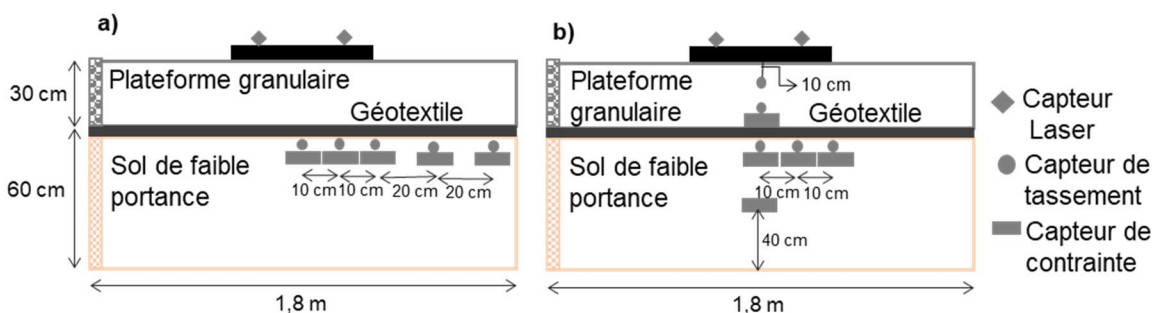 a)
Plateforme granulaire
Géotextile
30 cm
Sol de faible
portance
60 cm
10 cm
10 cm
20 cm
20 cm
1,8 m
b)
Plateforme
granulaire
10 cm
Géotextile
Sol de faible
portance
10 cm
10 cm
40 cm
1,8 m
Capteur
Laser
Capteur de
tassement
Capteur de
contrainte